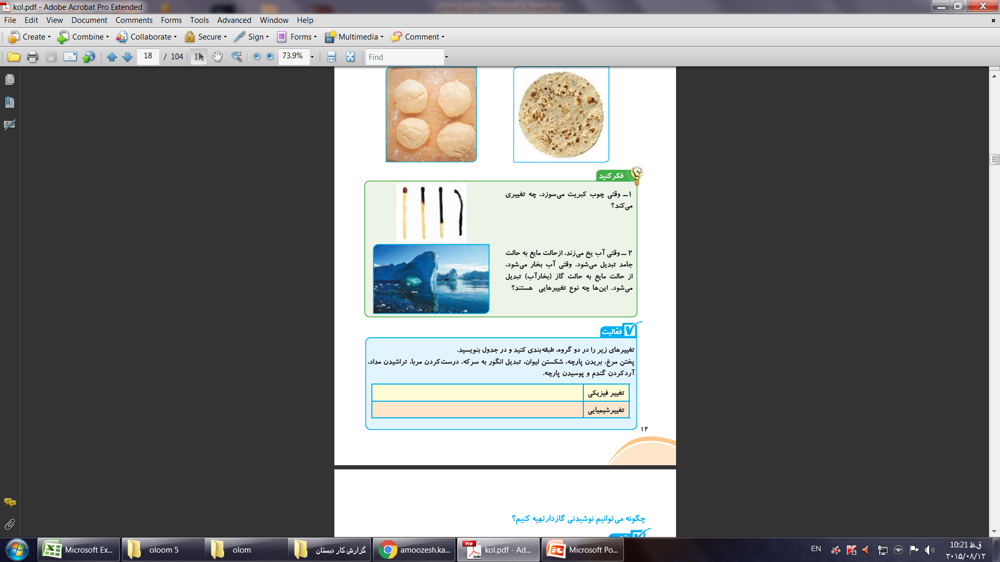 kol.pdf - Adobe Acrobat Pro Extended
File Edit View Document Comments Forms Tools Advanced Window Help
Create Combine Collaborate Secure Sign Forms Multimedia Comment
18 / 104 73.9% Find
فکر کنید
۱ــ وقتی چوب کبریت می‌سوزد، چه تغییری
می‌کند؟
۲ ــ وقتی آب یخ می‌زند، ازحالت مایع به حالت
جامد تبدیل می‌شود. وقتی آب بخار می‌شود،
از حالت مایع به حالت گاز (بخارآب) تبدیل
می‌شود. این‌ها چه نوع تغییرهایی هستند؟
فعّالیت
تغییرهای زیر را در دو گروه، طبقه‌بندی کنید و در جدول بنویسید.
پختن مرغ، بریدن پارچه، شکستن لیوان، تبدیل انگور به سرکه، درست‌کردن مربا، تراشیدن مداد،
آردکردن گندم و پوسیدن پارچه.
تغییر فیزیکی
تغییرشیمیایی
۱۲
چگونه می‌توانیم نوشیدنی گازدارتهیه کنیم؟
Microsoft Ex... oloom 5 olom گزارش کار دبستان amoozesh.ka... kol.pdf - Ad... Microsoft Po... EN 10:21 ق.ظ
۲۰۱۵/۰۸/۱۲